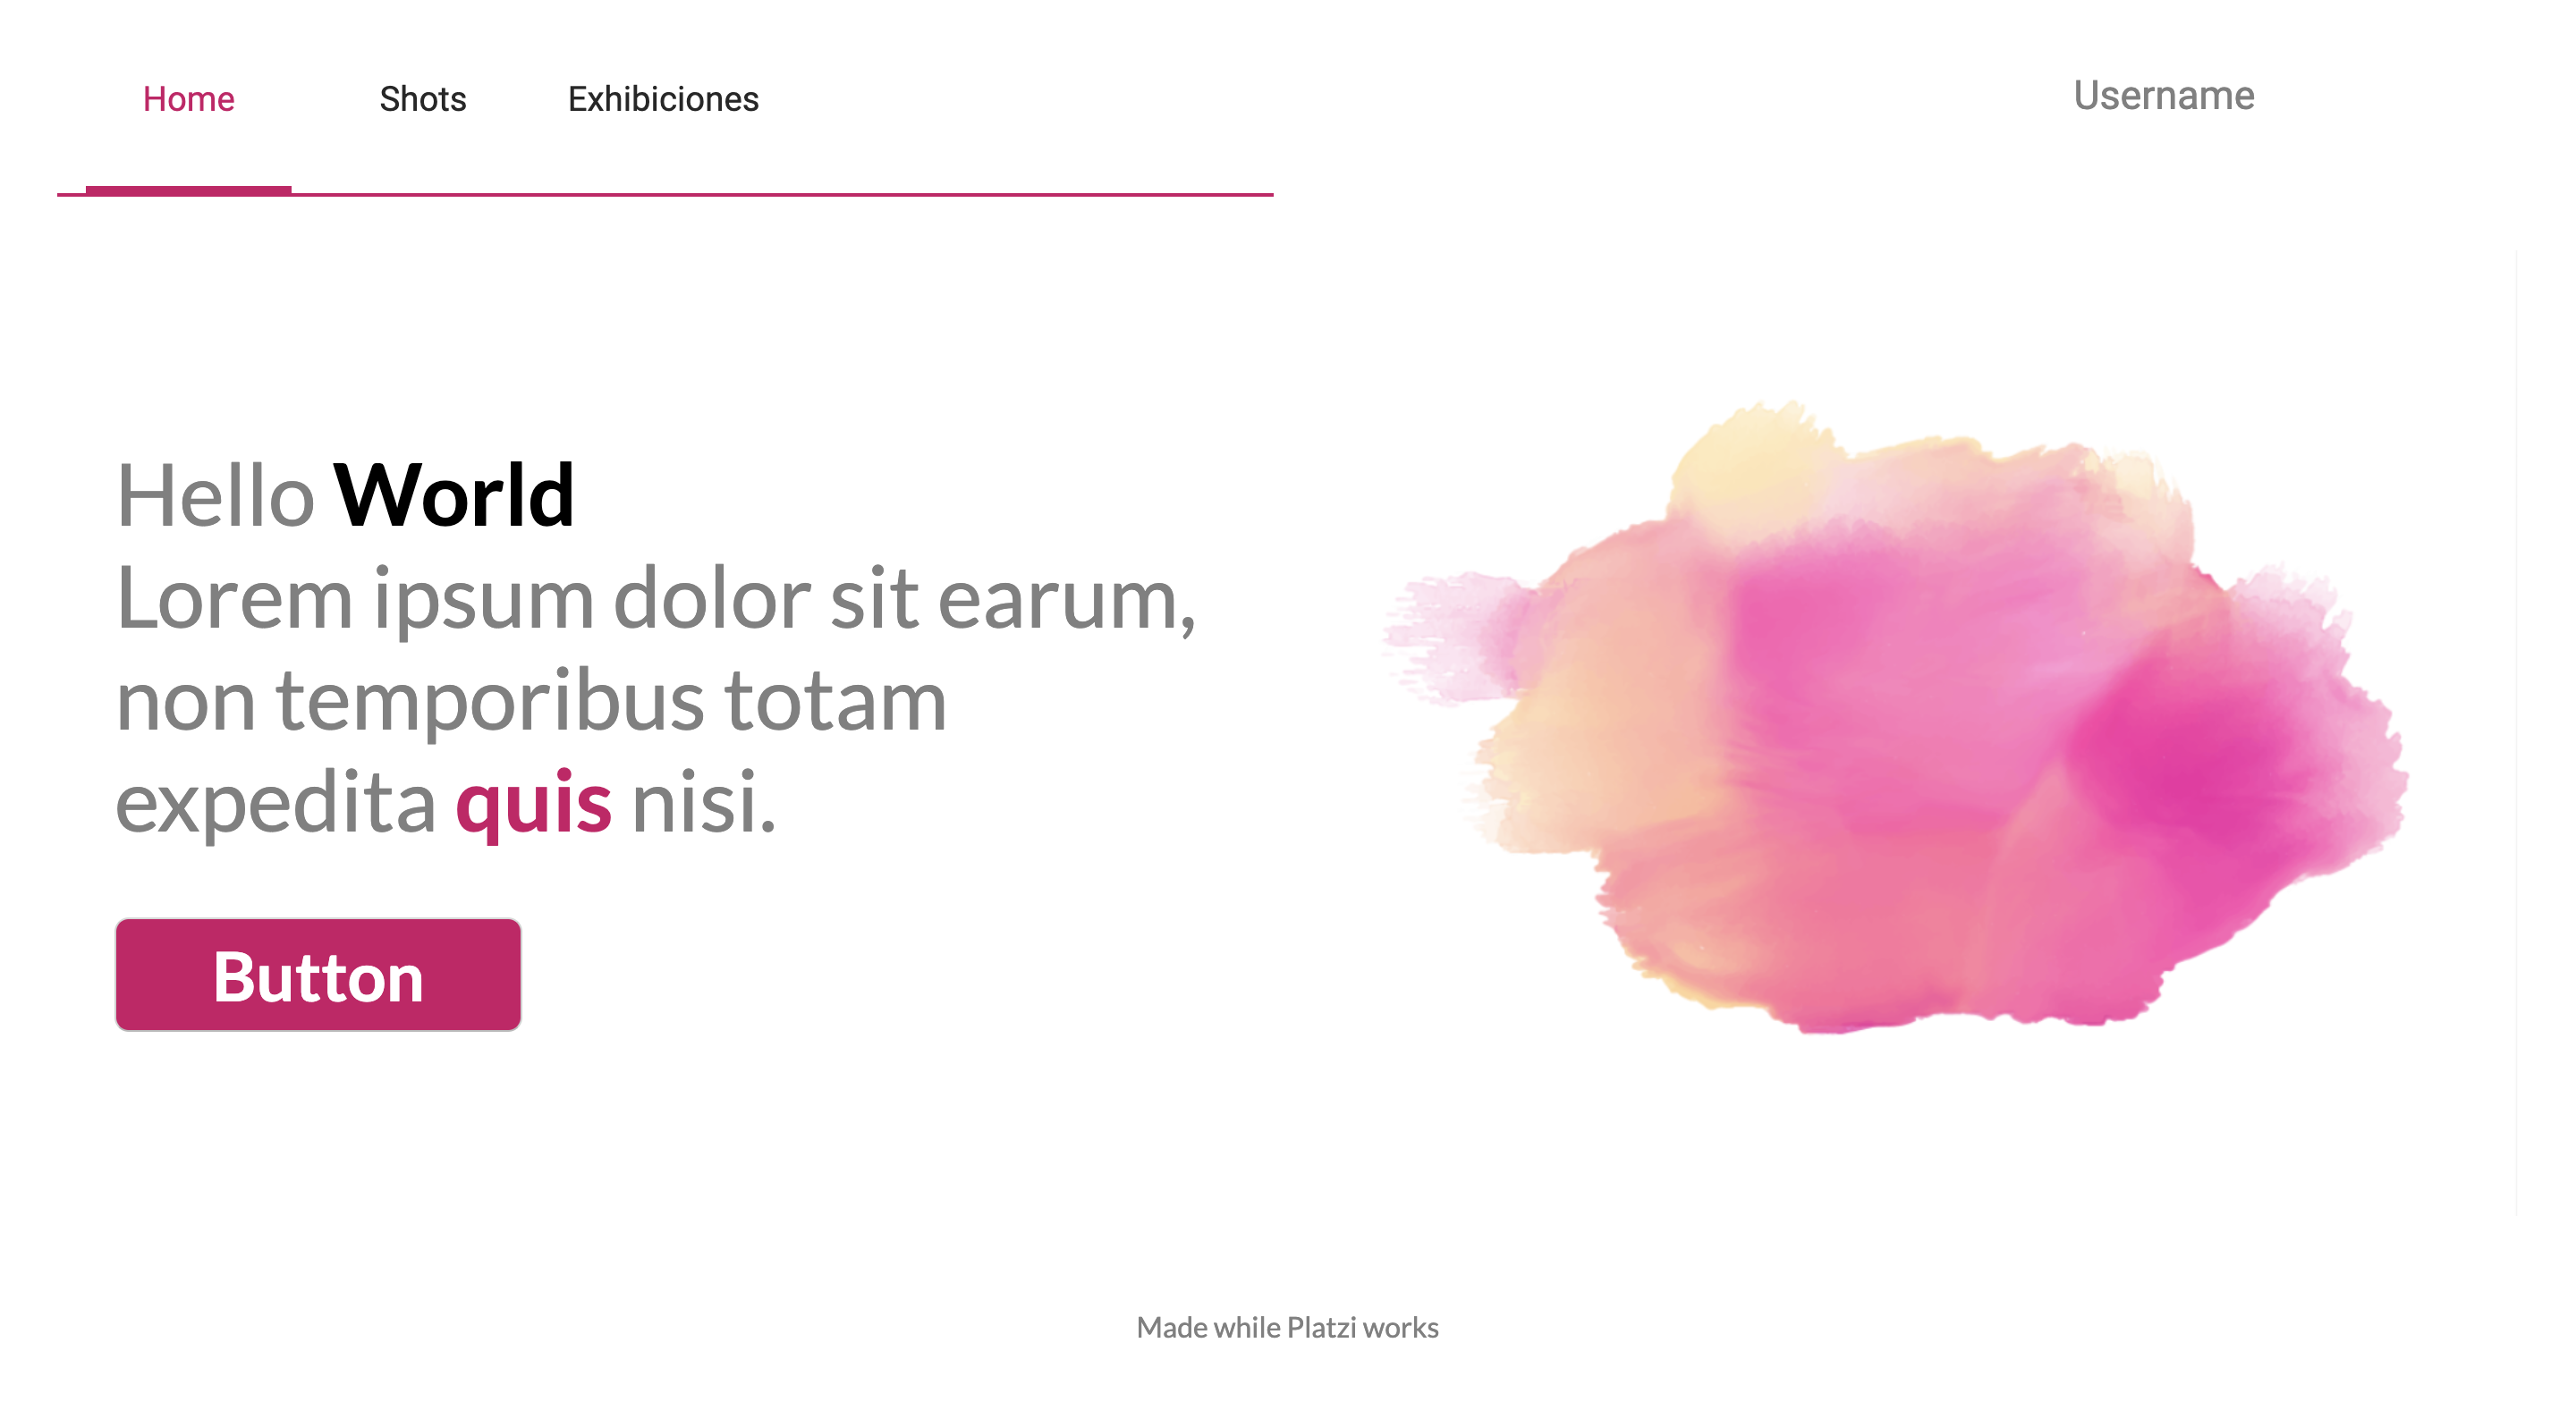 Home Shots Exhibiciones Username
Hello World
Lorem ipsum dolor sit earum,
non temporibus totam
expedita quis nisi.
Button
Made while Platzi works